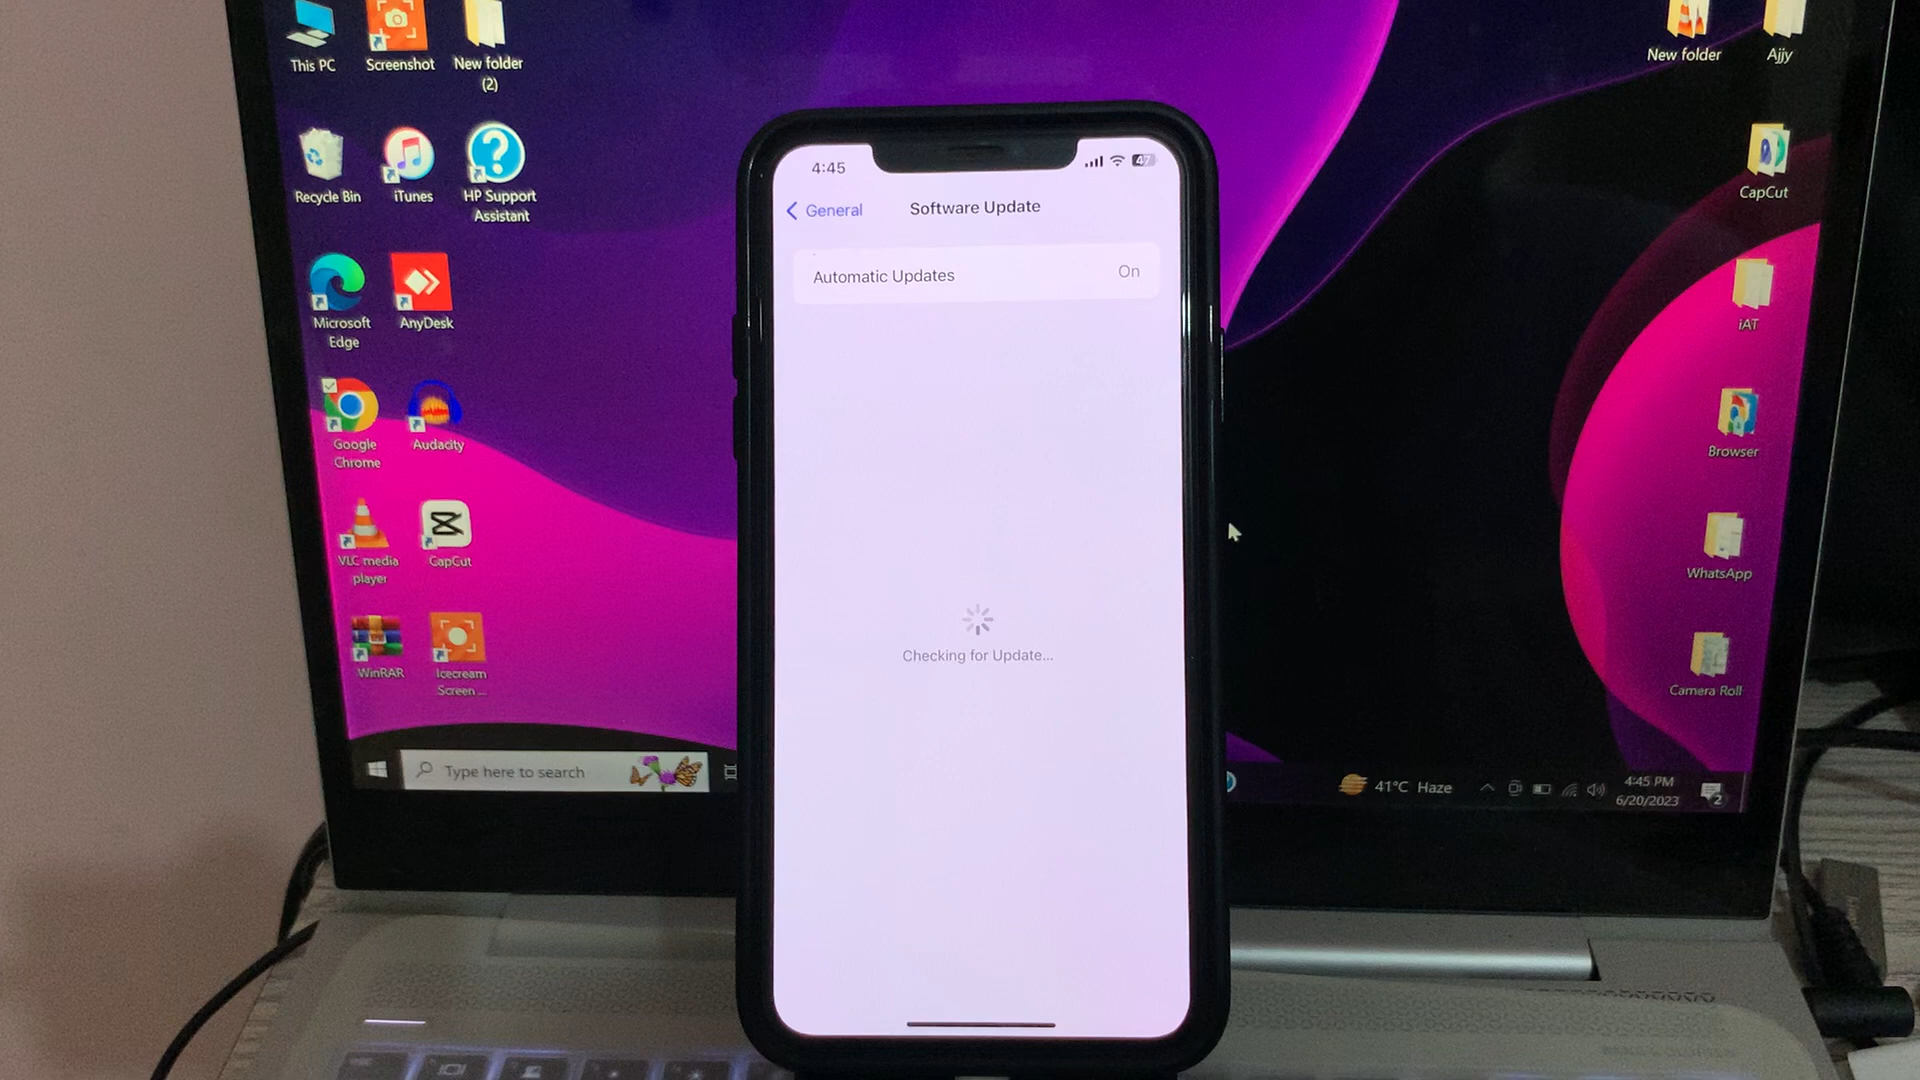 This PC
Screenshot
New folder
(2)
Recycle Bin
iTunes
HP Support
Assistant
Microsoft
Edge
AnyDesk
Google
Chrome
Audacity
VLC media
player
CapCut
WinRAR
Icecream
Screen ...
Type here to search
4:45
47
General
Software Update
Automatic Updates
On
Checking for Update...
New folder
Ajjy
CapCut
iAT
Browser
WhatsApp
Camera Roll
41°C Haze
4:45 PM
6/20/2023
2